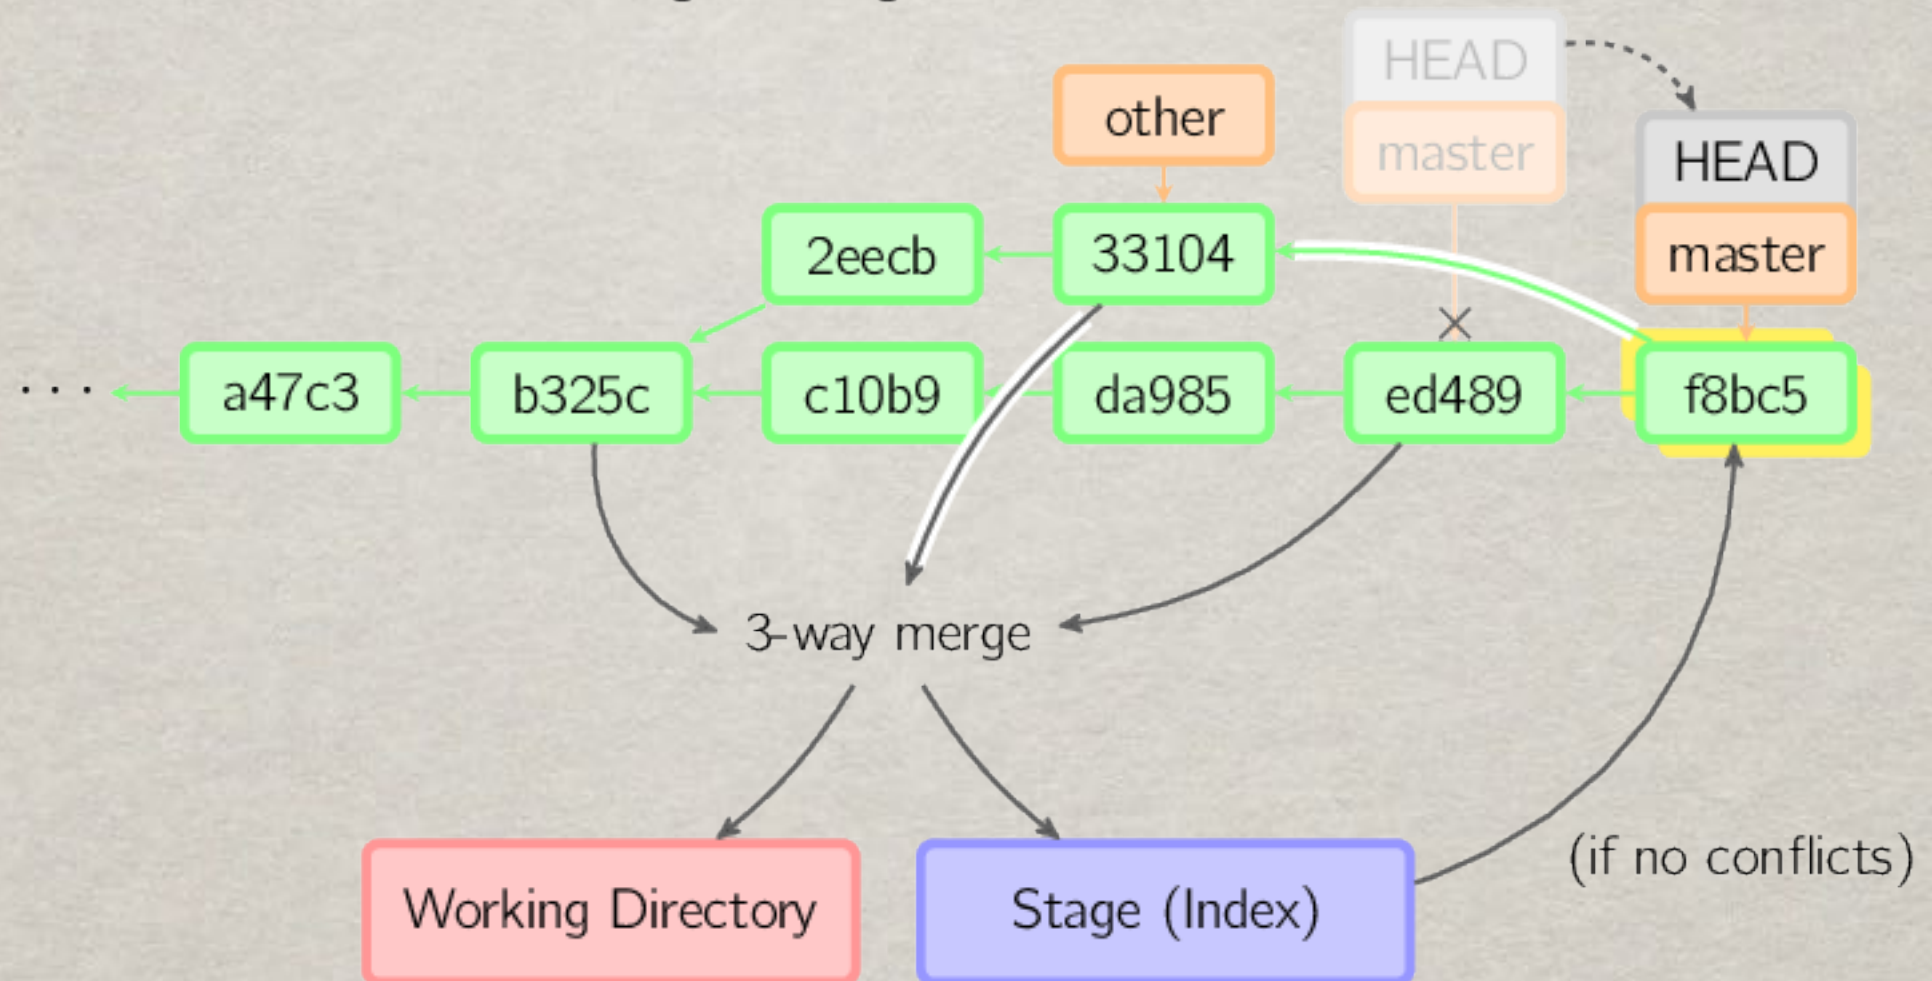 HEAD
other
HEAD
master
2eecb
33104
master
· · ·
a47c3
b325c
c10b9
da985
ed489
f8bc5
3-way merge
(if no conflicts)
Working Directory
Stage (Index)